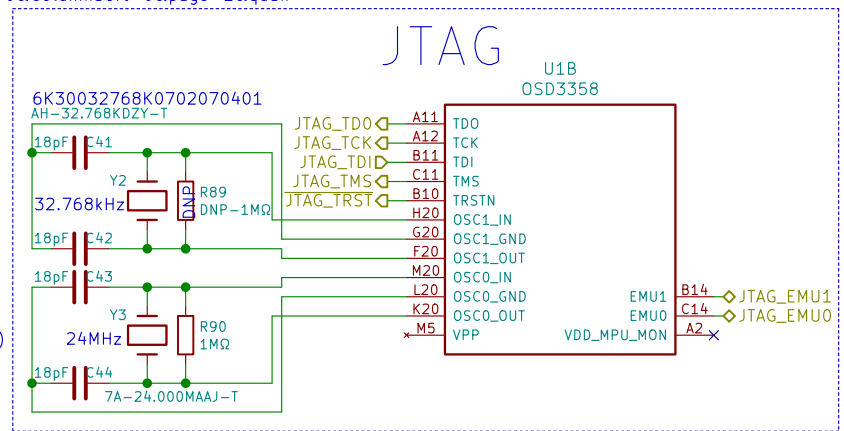 JTAG
U1B
OSD3358
6K30032768K0702070401
AH-32.768KDZY-T
18pF C41
Y2
32.768kHz
DNP
R89
DNP-1MΩ
18pF C42
18pF C43
Y3
24MHz
R90
1MΩ
18pF C44
7A-24.000MAAJ-T
)
JTAG_TDO A11 TDO
JTAG_TCK A12 TCK
JTAG_TDI B11 TDI
JTAG_TMS C11 TMS
JTAG_TRST B10 TRSTN
H20 OSC1_IN
G20 OSC1_GND
F20 OSC1_OUT
M20 OSC0_IN
L20 OSC0_GND
K20 OSC0_OUT
M5 VPP
EMU1 B14 JTAG_EMU1
EMU0 C14 JTAG_EMU0
VDD_MPU_MON A2